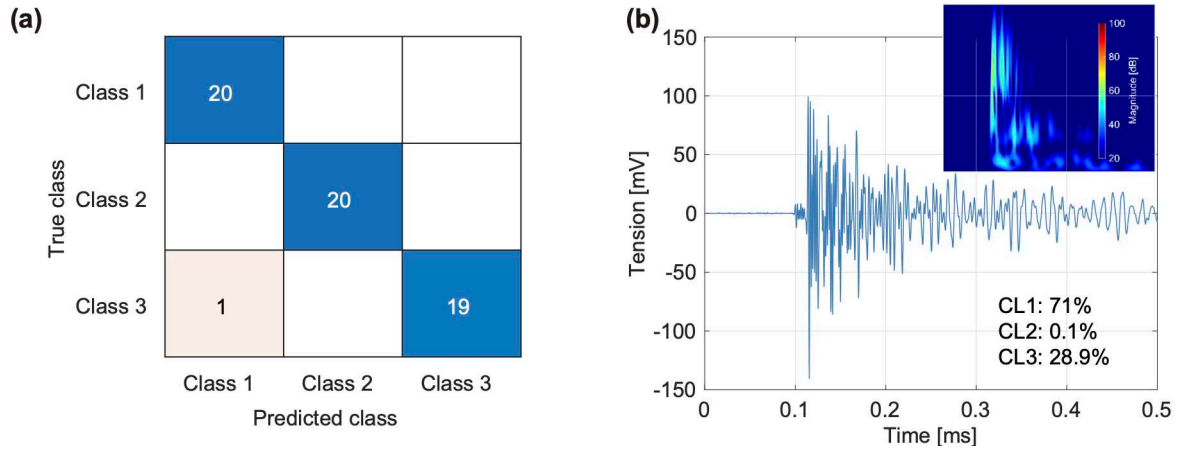 (a)
True class
Class 1
20
Class 2
20
Class 3
1
19
Class 1
Class 2
Class 3
Predicted class
(b)
Tension [mV]
150
100
50
0
-50
-100
-150
0
0.1
0.2
0.3
0.4
0.5
Time [ms]
100
80
60
40
20
Magnitude [dB]
CL1: 71%
CL2: 0.1%
CL3: 28.9%